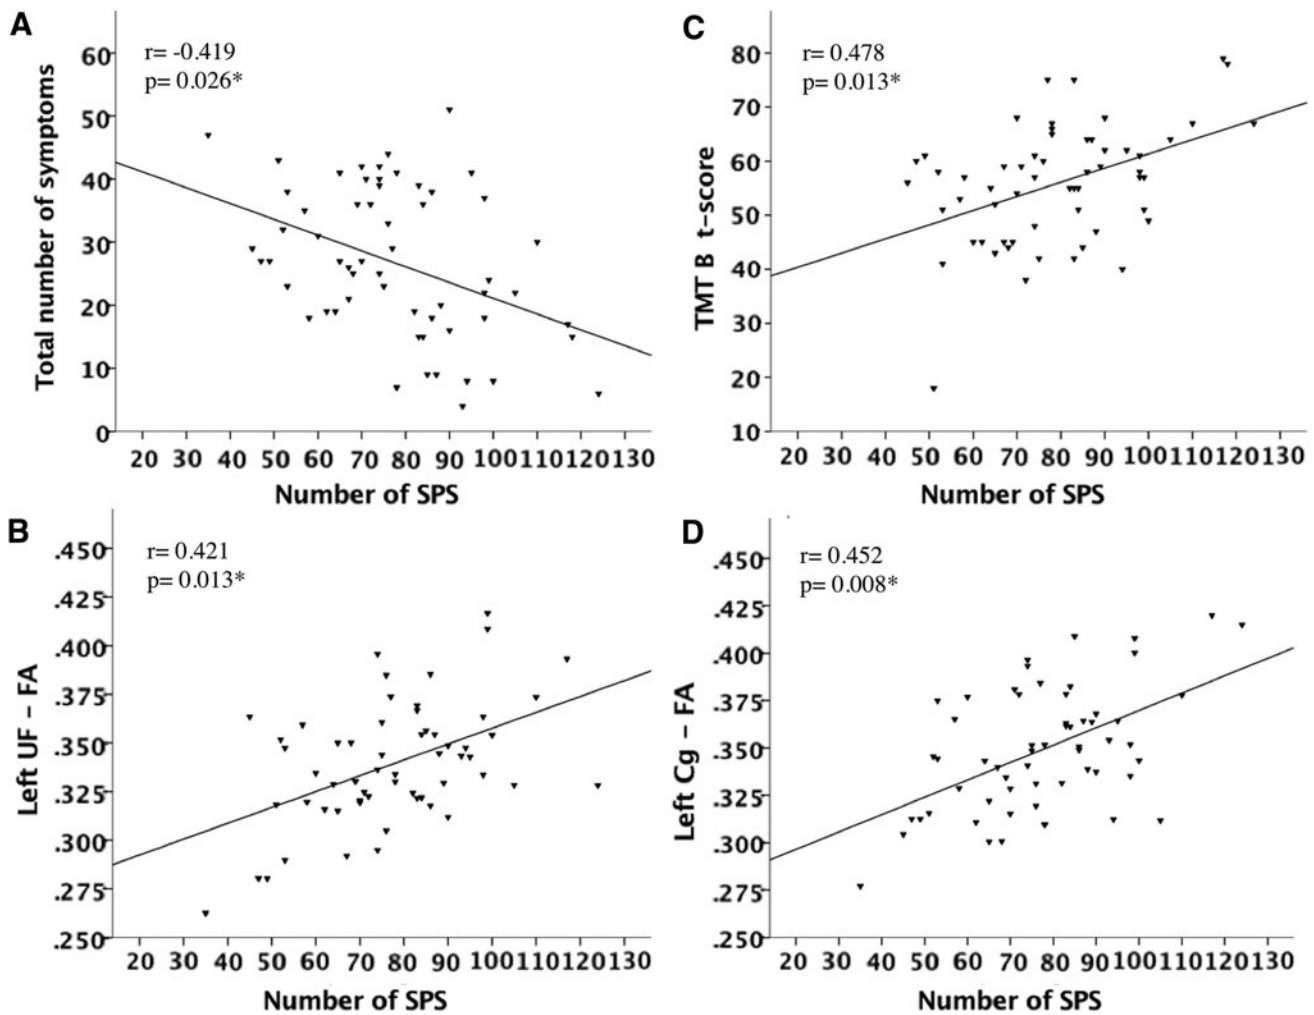 A
r= -0.419
p= 0.026*
Total number of symptoms
60
50
40
30
20
10
0
20 30 40 50 60 70 80 90 100 110 120 130
Number of SPS
C
r= 0.478
p= 0.013*
TMT B t-score
80
70
60
50
40
30
20
10
20 30 40 50 60 70 80 90 100 110 120 130
Number of SPS
B
r= 0.421
p= 0.013*
Left UF - FA
.450
.425
.400
.375
.350
.325
.300
.275
.250
20 30 40 50 60 70 80 90 100 110 120 130
Number of SPS
D
r= 0.452
p= 0.008*
Left Cg - FA
.450
.425
.400
.375
.350
.325
.300
.275
.250
20 30 40 50 60 70 80 90 100 110 120 130
Number of SPS